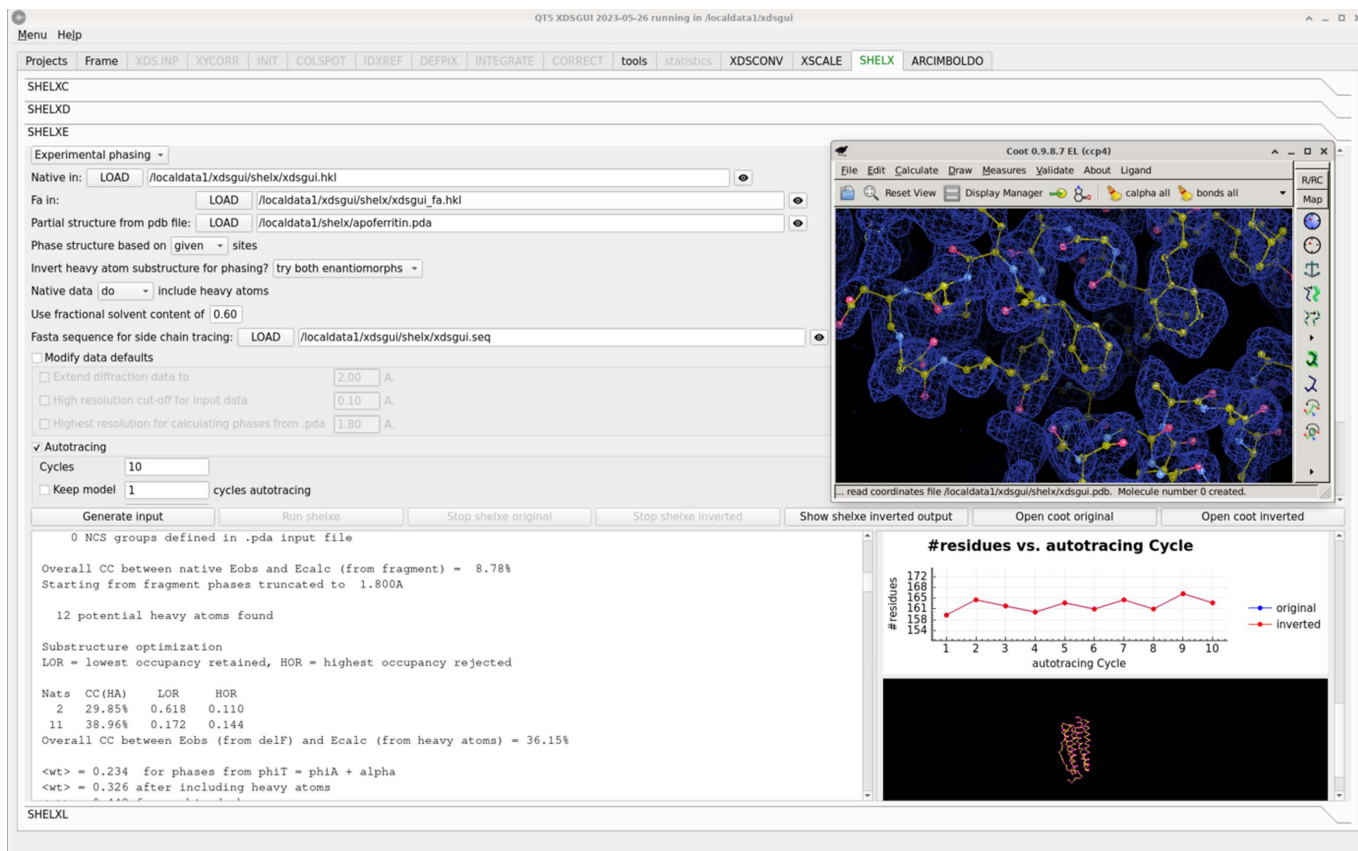 QT5 XDSGUI 2023-05-26 running in /localdata1/xdsgui
Menu Help
Projects Frame XDS.INP XYCORR INIT COLSPOT IDXREF DEFPIX INTEGRATE CORRECT tools statistics XDSCONV XSCALE SHELX ARCIMBOLDO
SHELXC
SHELXD
SHELXE
Experimental phasing
Native in: LOAD /localdata1/xdsgui/shelx/xdsgui.hkl
Fa in: LOAD /localdata1/xdsgui/shelx/xdsgui_fa.hkl
Partial structure from pdb file: LOAD /localdata1/shelx/apoferritin.pda
Phase structure based on given sites
Invert heavy atom substructure for phasing? try both enantiomorphs
Native data do include heavy atoms
Use fractional solvent content of 0.60
Fasta sequence for side chain tracing: LOAD /localdata1/xdsgui/shelx/xdsgui.seq
Modify data defaults
Extend diffraction data to 2.00 A.
High resolution cut-off for input data 0.10 A.
Highest resolution for calculating phases from .pda 1.80 A.
Autotracing
Cycles 10
Keep model 1 cycles autotracing
Coot 0.9.8.7 EL (ccp4)
File Edit Calculate Draw Measures Validate About Ligand
Reset View Display Manager calpha all bonds all
R/RC
Map
... read coordinates file /localdata1/xdsgui/shelx/xdsgui.pdb. Molecule number 0 created.
Generate input Run shelxe Stop shelxe original Stop shelxe inverted Show shelxe inverted output Open coot original Open coot inverted
0 NCS groups defined in .pda input file
Overall CC between native Eobs and Ecalc (from fragment) = 8.78%
Starting from fragment phases truncated to 1.800A
12 potential heavy atoms found
Substructure optimization
LOR = lowest occupancy retained, HOR = highest occupancy rejected
Nats CC(HA) LOR HOR
2 29.85% 0.618 0.110
11 38.96% 0.172 0.144
Overall CC between Eobs (from delF) and Ecalc (from heavy atoms) = 36.15%
<wt> = 0.234 for phases from phiT = phiA + alpha
<wt> = 0.326 after including heavy atoms
#residues vs. autotracing Cycle
#residues
172
168
165
161
158
154
1 2 3 4 5 6 7 8 9 10
autotracing Cycle
original
inverted
SHELXL